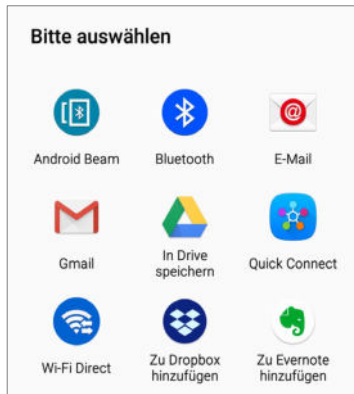 Bitte auswählen
Android Beam
Bluetooth
E-Mail
Gmail
In Drive
speichern
Quick Connect
Wi-Fi Direct
Zu Dropbox
hinzufügen
Zu Evernote
hinzufügen